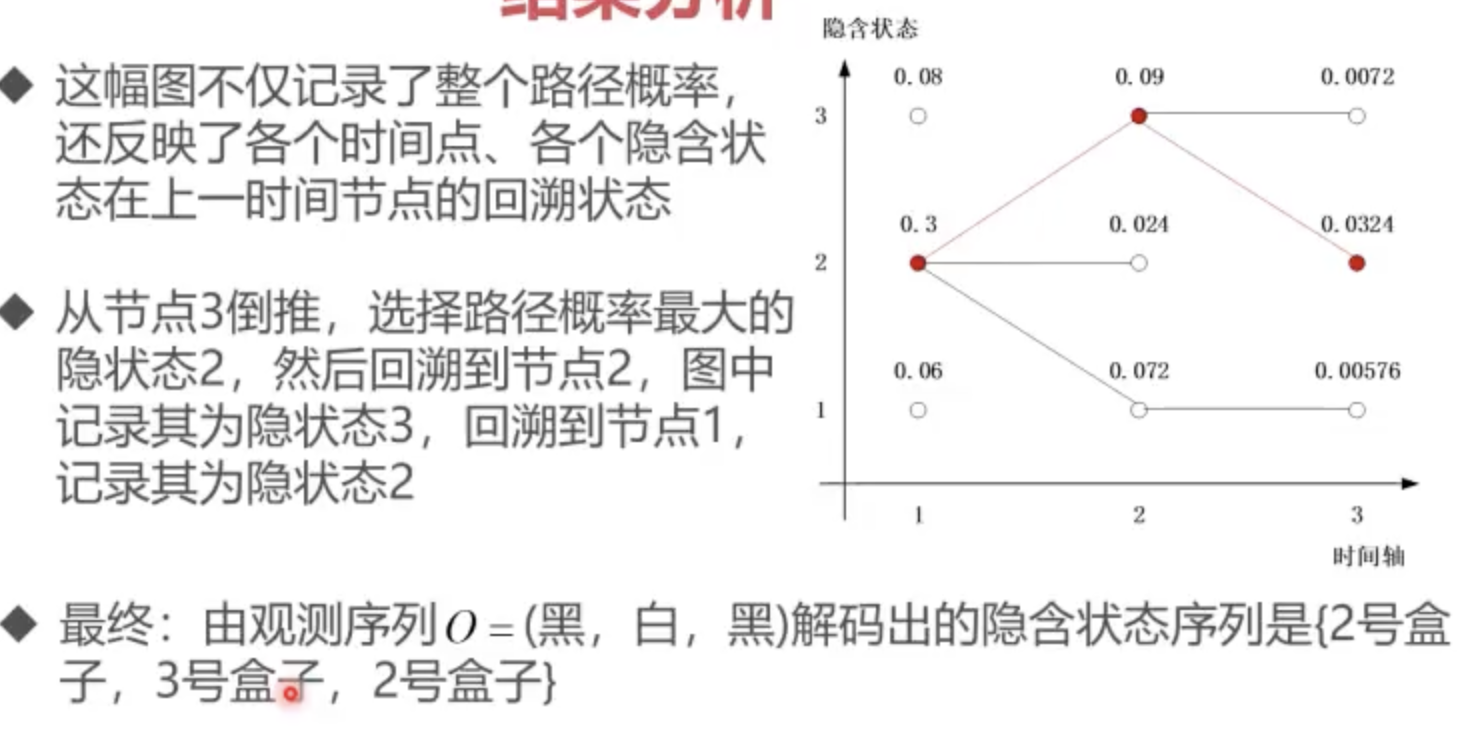 结果分析
◆ 这幅图不仅记录了整个路径概率，
还反映了各个时间点、各个隐含状
态在上一时间节点的回溯状态
◆ 从节点3倒推，选择路径概率最大的
隐状态2，然后回溯到节点2，图中
记录其为隐状态3，回溯到节点1，
记录其为隐状态2
隐含状态
0.08 0.09 0.0072
3
0.3 0.024 0.0324
2
0.06 0.072 0.00576
1
1 2 3
时间轴
◆ 最终：由观测序列O=(黑，白，黑)解码出的隐含状态序列是{2号盒
子，3号盒子，2号盒子}